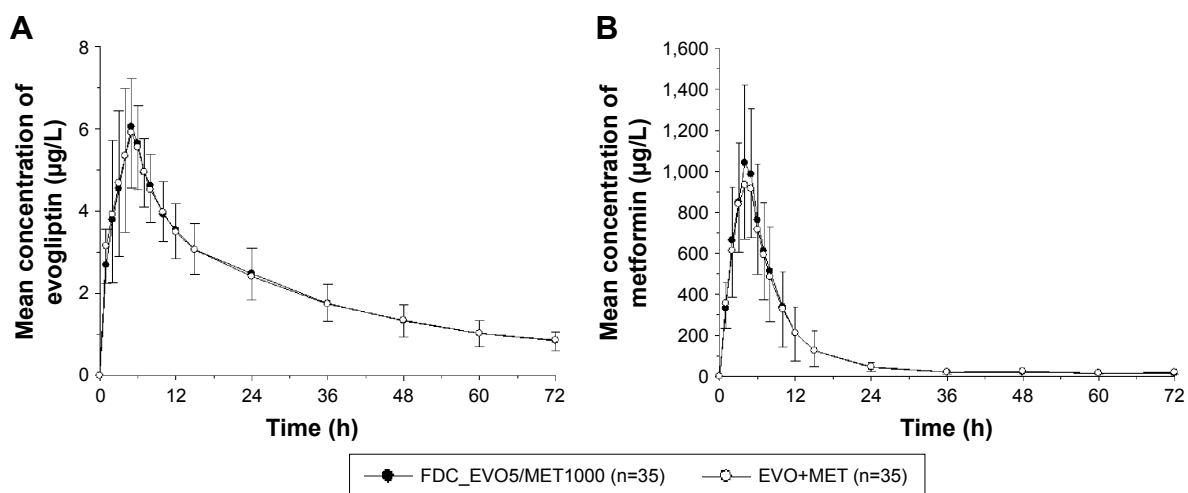 A
Mean concentration of
evogliptin (µg/L)
8
6
4
2
0
0 12 24 36 48 60 72
Time (h)
B
Mean concentration of
metformin (µg/L)
1,600
1,400
1,200
1,000
800
600
400
200
0
0 12 24 36 48 60 72
Time (h)
FDC_EVO5/MET1000 (n=35) EVO+MET (n=35)